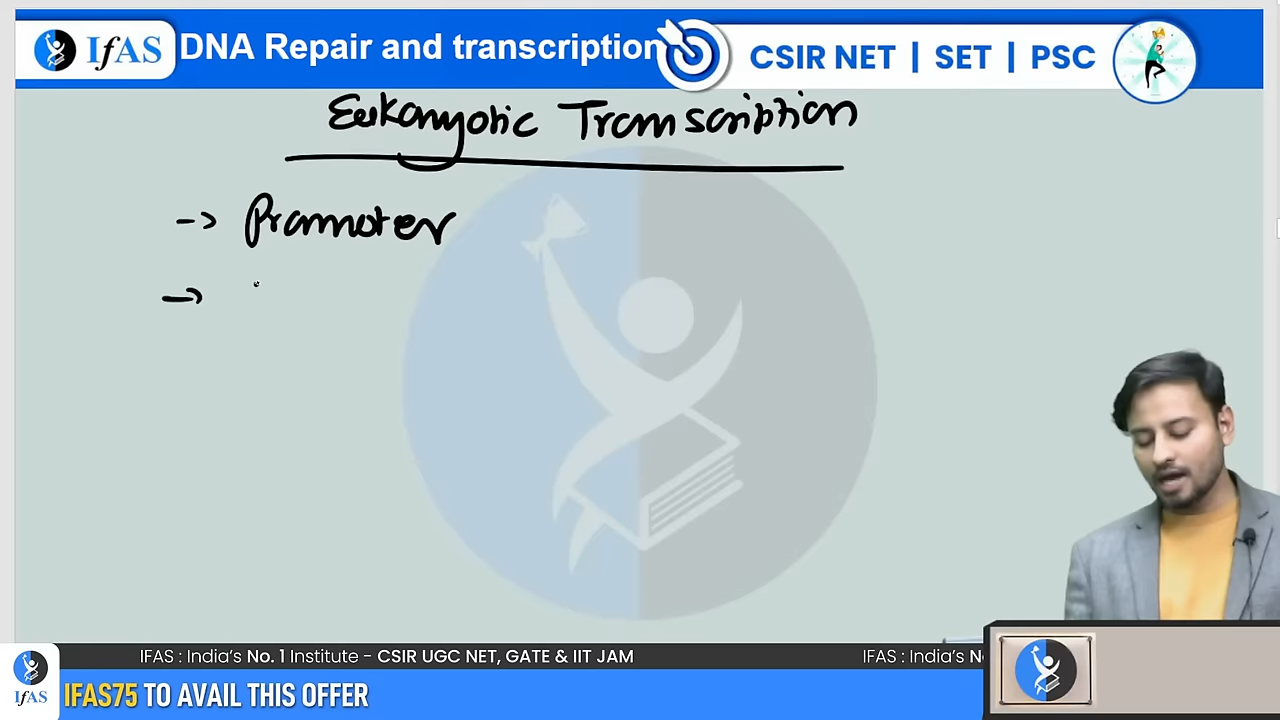 IfAS DNA Repair and transcription CSIR NET | SET | PSC
Eukaryotic Transcription
-> Promoter
->
IFAS : India's No. 1 Institute - CSIR UGC NET, GATE & IIT JAM IFAS : India's No
IfAS IFAS75 TO AVAIL THIS OFFER